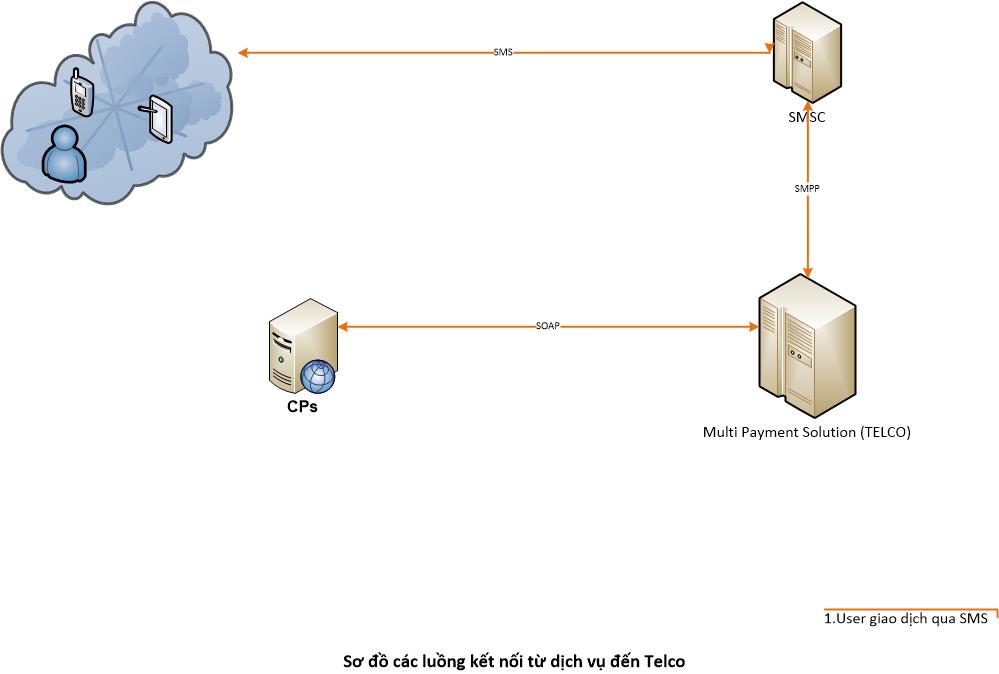 SMS
SMSC
SMPP
SOAP
CPs
Multi Payment Solution (TELCO)
1.User giao dịch qua SMS
Sơ đồ các luồng kết nối từ dịch vụ đến Telco